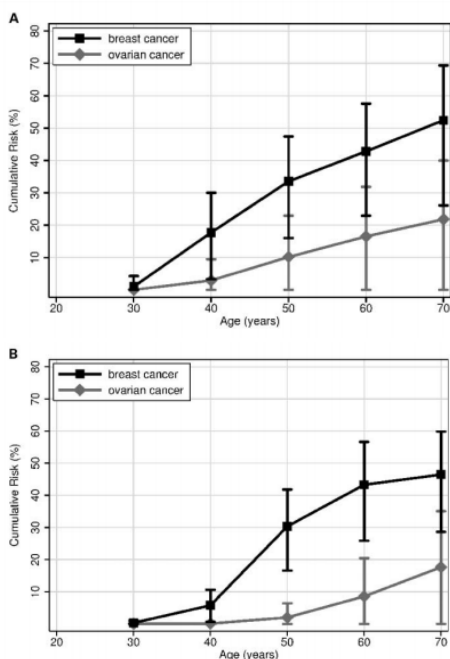 A
breast cancer
ovarian cancer
Cumulative Risk (%)
80
70
60
50
40
30
20
10
20 30 40 50 60 70
Age (years)
B
breast cancer
ovarian cancer
Cumulative Risk (%)
80
70
60
50
40
30
20
10
20 30 40 50 60 70
Age (years)